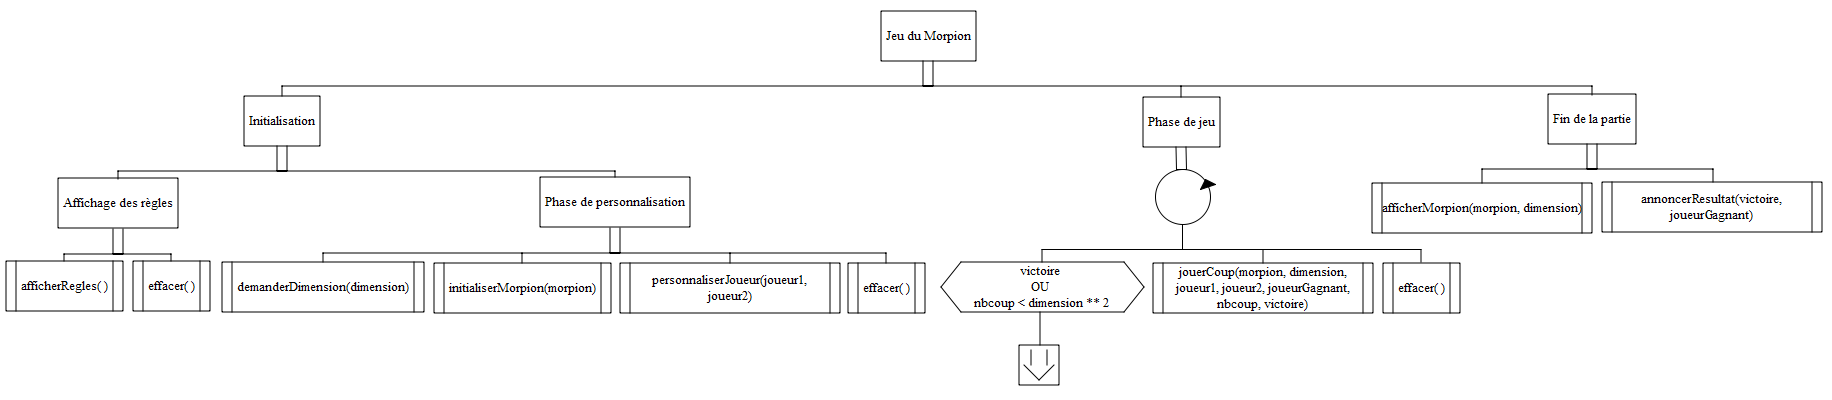 Jeu du Morpion
Initialisation
Phase de jeu
Fin de la partie
Affichage des règles
Phase de personnalisation
afficherMorpion(morpion, dimension)
annoncerResultat(victoire,
joueurGagnant)
afficherRegles( )
effacer( )
demanderDimension(dimension)
initialiserMorpion(morpion)
personnaliserJoueur(joueur1,
joueur2)
effacer( )
victoire
OU
nbcoup < dimension ** 2
jouerCoup(morpion, dimension,
joueur1, joueur2, joueurGagnant,
nbcoup, victoire)
effacer( )